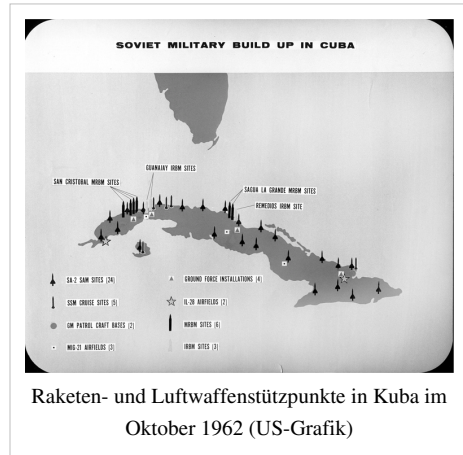 SOVIET MILITARY BUILD UP IN CUBA
GUANAJAY IRBM SITES
SAN CRISTOBAL MRBM SITES
SAGUA LA GRANDE MRBM SITES
REMEDIOS IRBM SITE
SA-2 SAM SITES (24)
GROUND FORCE INSTALLATIONS (4)
SSM CRUISE SITES (5)
IL-28 AIRFIELDS (2)
GM PATROL CRAFT BASES (2)
MRBM SITES (6)
MIG-21 AIRFIELDS (3)
IRBM SITES (3)
Raketen- und Luftwaffenstützpunkte in Kuba im
Oktober 1962 (US-Grafik)